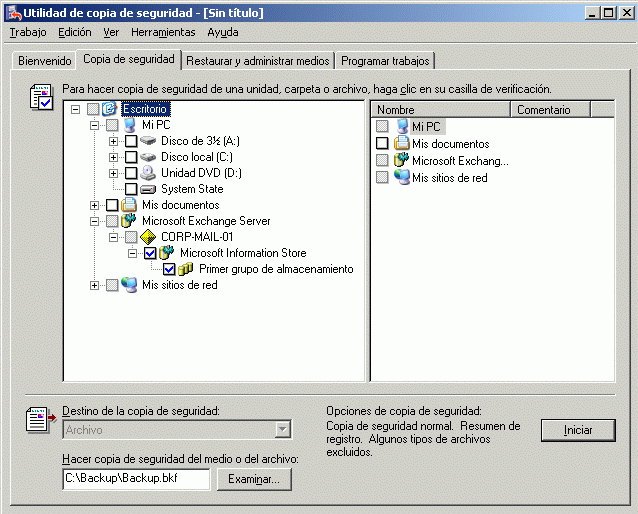 Utilidad de copia de seguridad - [Sin título]
Trabajo Edición Ver Herramientas Ayuda
Bienvenido Copia de seguridad Restaurar y administrar medios Programar trabajos
Para hacer copia de seguridad de una unidad, carpeta o archivo, haga clic en su casilla de verificación.
Escritorio
Mi PC
Disco de 3½ (A:)
Disco local (C:)
Unidad DVD (D:)
System State
Mis documentos
Microsoft Exchange Server
CORP-MAIL-01
Microsoft Information Store
Primer grupo de almacenamiento
Mis sitios de red
Nombre Comentario
Mi PC
Mis documentos
Microsoft Exchang...
Mis sitios de red
Destino de la copia de seguridad:
Archivo
Hacer copia de seguridad del medio o del archivo:
C:\Backup\Backup.bkf Examinar...
Opciones de copia de seguridad:
Copia de seguridad normal. Resumen de
registro. Algunos tipos de archivos
excluidos.
Iniciar